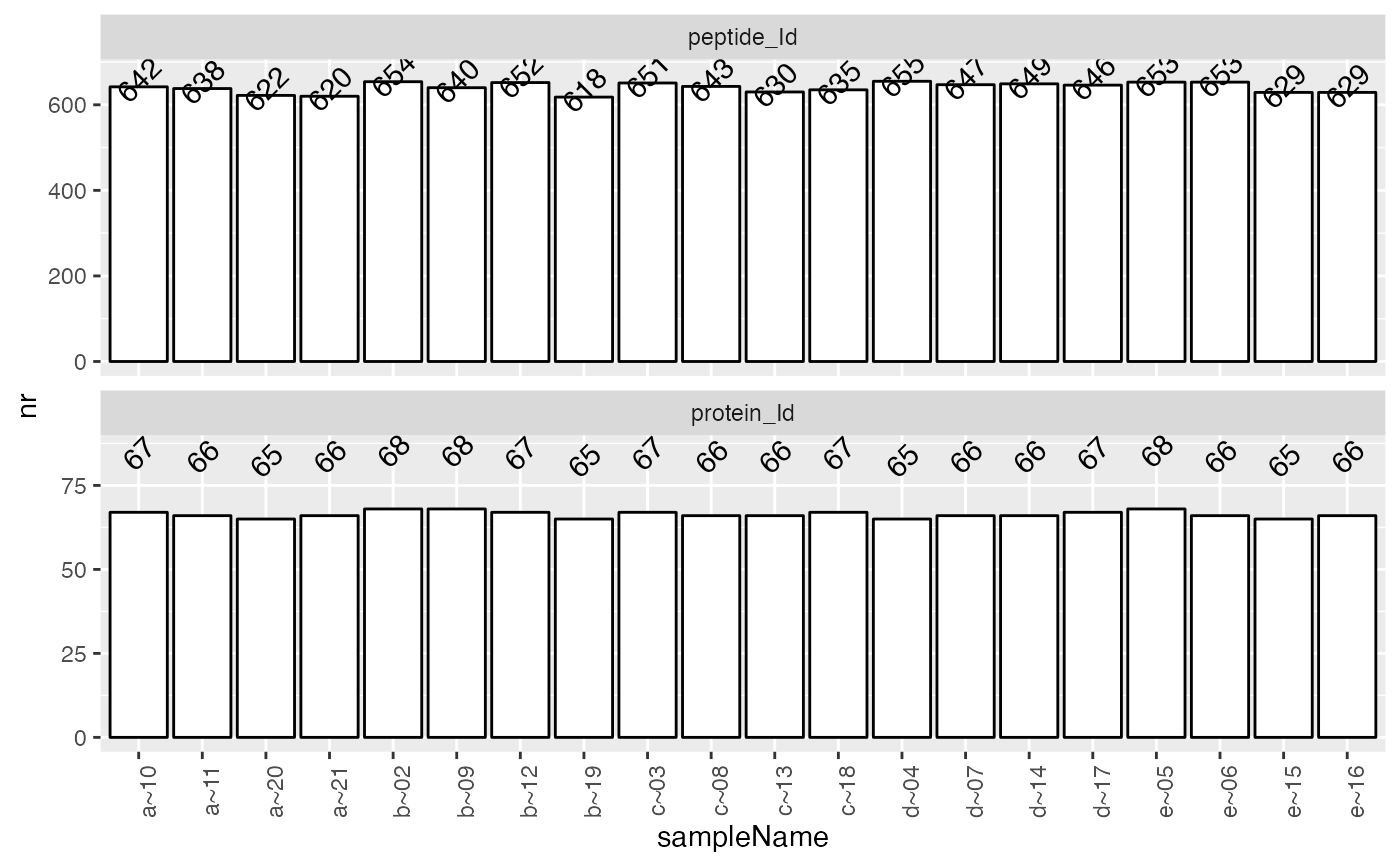 peptide_Id
642 638 622 620 654 640 652 618 651 643 630 635 655 647 649 646 653 653 629 629
600
400
200
0
nr
protein_Id
67 66 65 66 68 68 67 65 67 66 66 67 65 66 66 67 68 66 65 66
75
50
25
0
a~10 a~11 a~20 a~21 b~02 b~09 b~12 b~19 c~03 c~08 c~13 c~18 d~04 d~07 d~14 d~17 e~05 e~06 e~15 e~16
sampleName